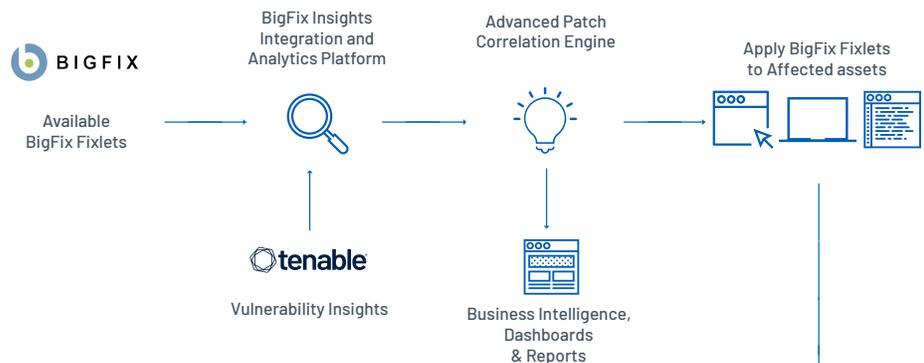 BIGFIX
Available
BigFix Fixlets
BigFix Insights
Integration and
Analytics Platform
tenable
Vulnerability Insights
Advanced Patch
Correlation Engine
Business Intelligence,
Dashboards
& Reports
Apply BigFix Fixlets
to Affected assets